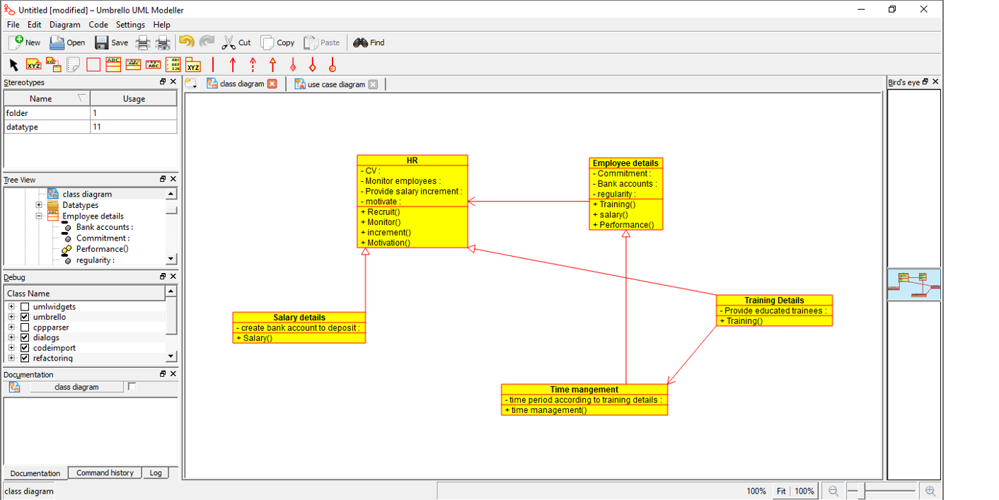 Untitled [modified] – Umbrello UML Modeller
File Edit Diagram Code Settings Help
New Open Save Cut Copy Paste Find
Stereotypes
Name Usage
folder 1
datatype 11
Tree View
class diagram
Datatypes
Employee details
Bank accounts :
Commitment :
Performance()
regularity :
Debug
Class Name
umlwidgets
umbrello
cppparser
dialogs
codeimport
refactoring
Documentation
class diagram
Documentation Command history Log
class diagram
class diagram use case diagram
HR
- CV :
- Monitor employees :
- Provide salary increment :
- motivate :
+ Recruit()
+ Monitor()
+ increment()
+ Motivation()
Employee details
- Commitment :
- Bank accounts :
- regularity :
+ Training()
+ salary()
+ Performance()
Salary details
- create bank account to deposit :
+ Salary()
Training Details
- Provide educated trainees :
+ Training()
Time mangement
- time period according to training details :
+ time management()
Bird's eye
100% Fit 100%